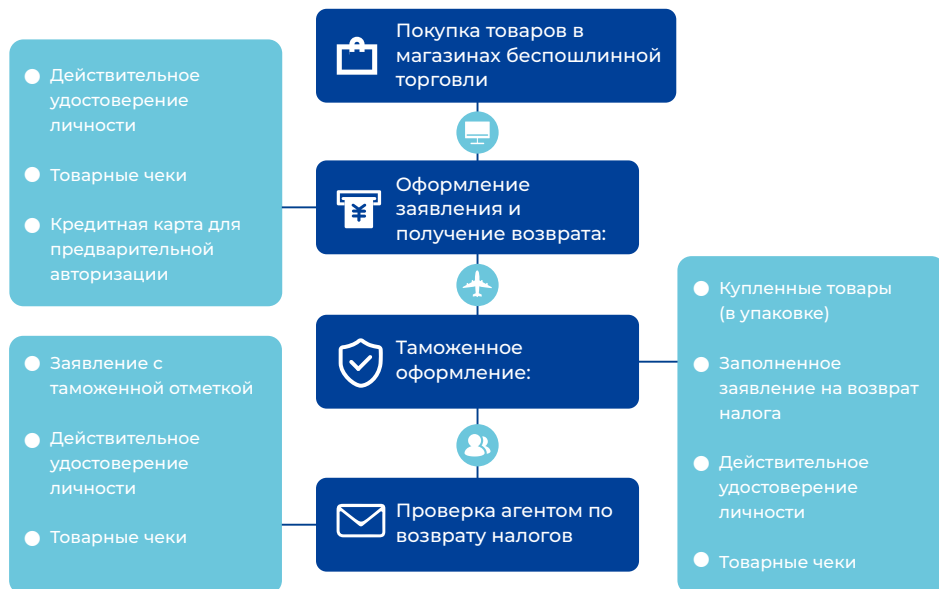 Покупка товаров в
магазинах беспошлинной
торговли
Действительное
удостоверение
личности
Товарные чеки
Кредитная карта для
предварительной
авторизации
Оформление
заявления и
получение возврата:
¥
Таможенное
оформление:
Купленные товары
(в упаковке)
Заполненное
заявление на возврат
налога
Действительное
удостоверение
личности
Товарные чеки
Заявление с
таможенной отметкой
Действительное
удостоверение
личности
Товарные чеки
Проверка агентом по
возврату налогов